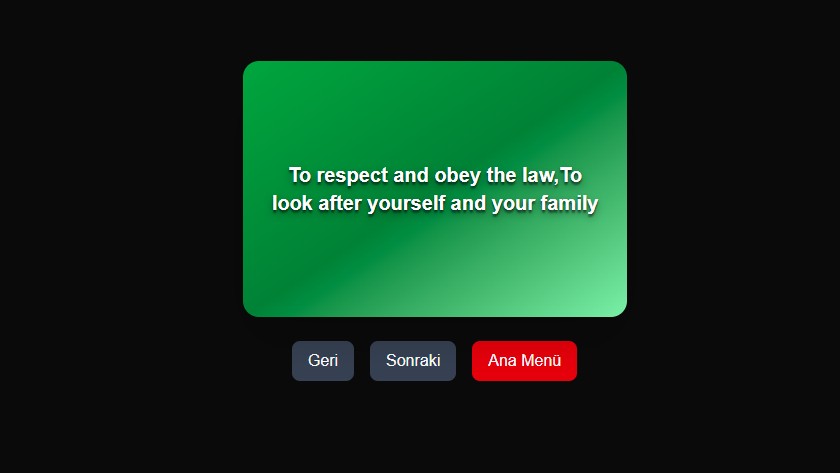 To respect and obey the law,To
look after yourself and your family
Geri
Sonraki
Ana Menü